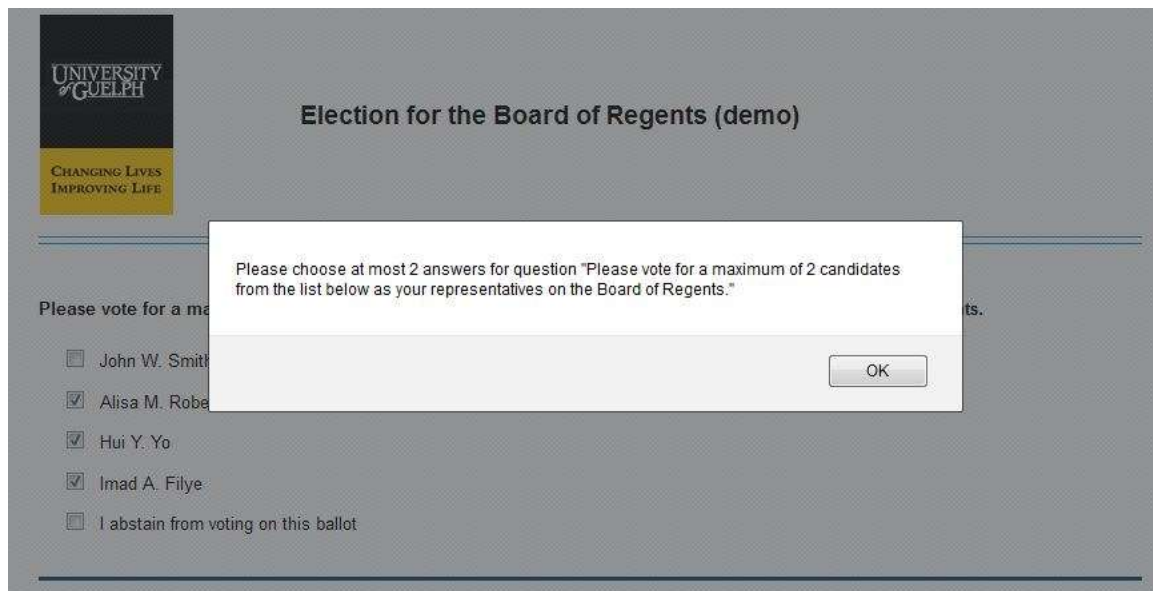 UNIVERSITY
of GUELPH
CHANGING LIVES
IMPROVING LIFE
Election for the Board of Regents (demo)
Please choose at most 2 answers for question "Please vote for a maximum of 2 candidates
from the list below as your representatives on the Board of Regents."
OK
Please vote for a ma ts.
John W. Smith
Alisa M. Robe
Hui Y. Yo
Imad A. Filye
I abstain from voting on this ballot